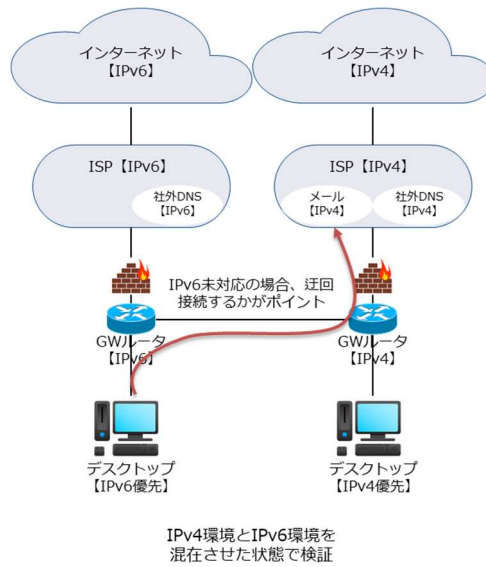 インターネット
【IPv6】
インターネット
【IPv4】
ISP【IPv6】
社外DNS
【IPv6】
ISP【IPv4】
メール
【IPv4】
社外DNS
【IPv4】
IPv6未対応の場合、迂回
接続するかがポイント
GWルータ
【IPv6】
GWルータ
【IPv4】
デスクトップ
【IPv6優先】
デスクトップ
【IPv4優先】
IPv4環境とIPv6環境を
混在させた状態で検証